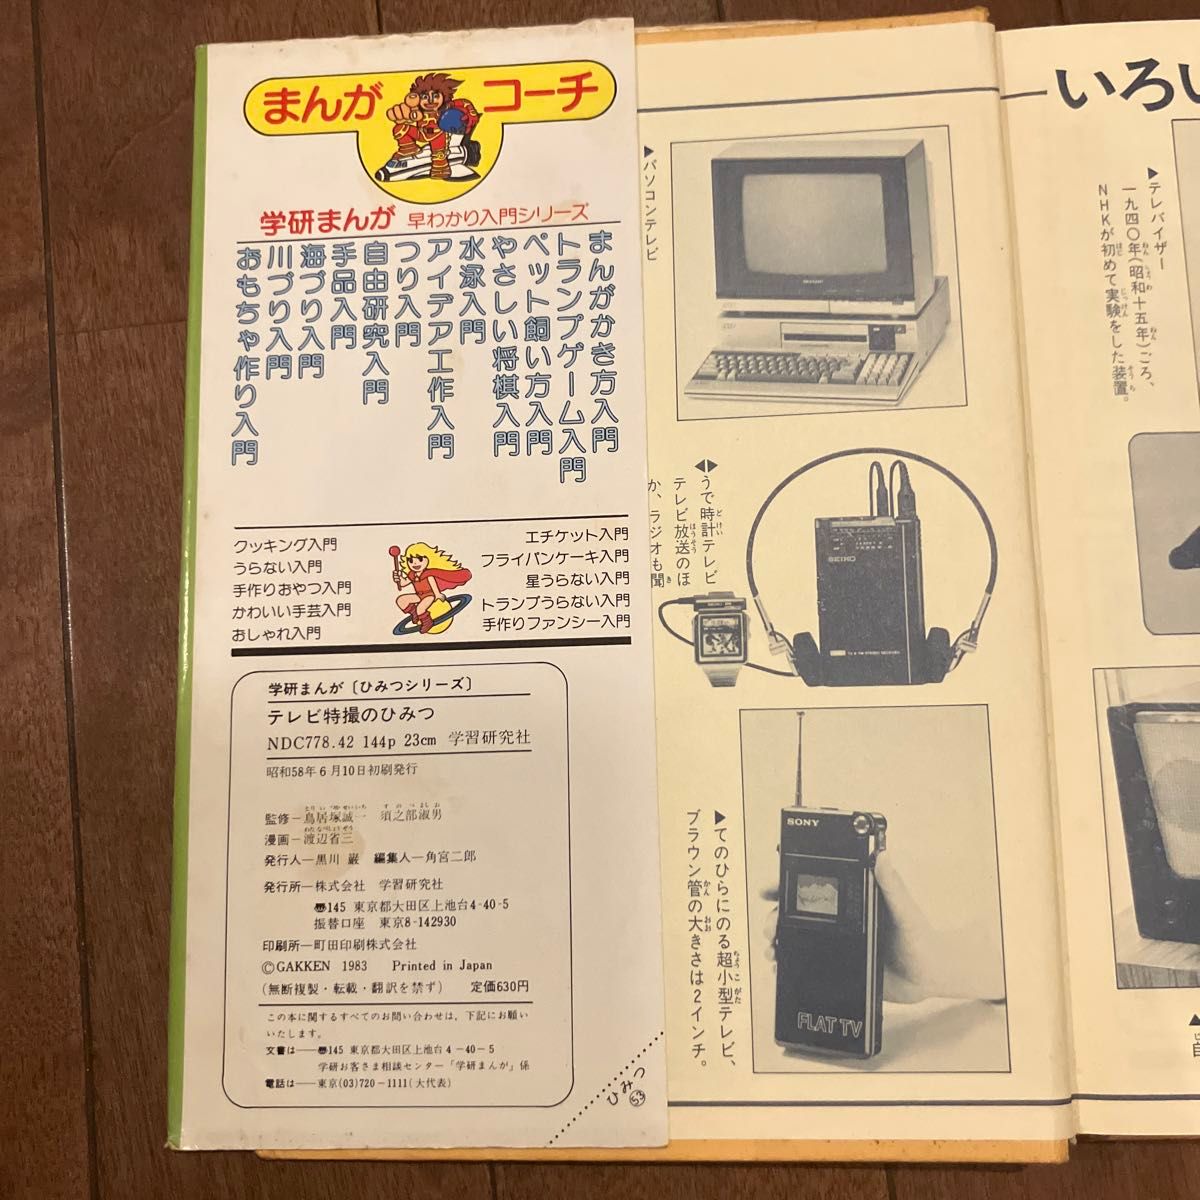 まんが コーチ
学研まんが 早わかり入門シリーズ
まんがかき方入門
トランプゲーム入門
ペット飼い方入門
やさしい将棋入門
水泳入門
アイデア工作入門
つり入門
自由研究入門
手品入門
海づり入門
川づり入門
おもちゃ作り入門
エチケット入門
フライパンケーキ入門
星うらない入門
トランプうらない入門
手作りファンシー入門
クッキング入門
うらない入門
手作りおやつ入門
かわいい手芸入門
おしゃれ入門
学研まんが〔ひみつシリーズ〕
テレビ特撮のひみつ
NDC778.42 144p 23cm 学習研究社
昭和58年6月10日初刷発行
監修―鳥居塚誠一 須之部淑男
漫画―渡辺省三
発行人―黒川 巌 編集人―角宮二郎
発行所―株式会社 学習研究社
145 東京都大田区上池台4-40-5
振替口座 東京8-142930
印刷所―町田印刷株式会社
©GAKKEN 1983 Printed in Japan
(無断複製・転載・翻訳を禁ず) 定価630円
この本に関するすべてのお問い合わせは、下記にお願い
いたします。
文書は――145 東京都大田区上池台4-40-5
学研お客さま相談センター「学研まんが」係
電話は――東京(03)720-1111(大代表)
ひみつ 53
いろい
▶テレバイザー
一九四〇年(昭和十五年)ごろ、
NHKが初めて実験をした装置。
▶パソコンテレビ
SHARP
◀▶うで時計テレビ
テレビ放送のほ
か、ラジオも聞
SEIKO
▶てのひらにのる超小型テレビ、
ブラウン管の大きさは2インチ。
SONY
FLAT TV
自